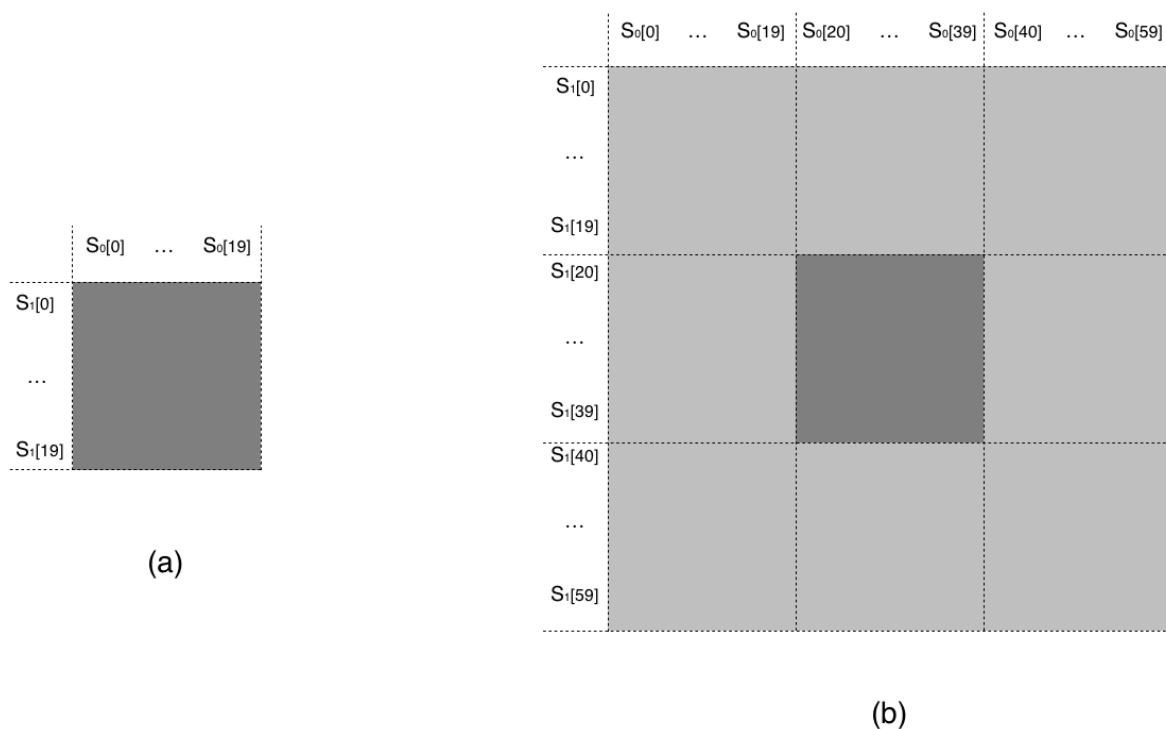 S₀[0] … S₀[19] S₀[20] … S₀[39] S₀[40] … S₀[59]
S₁[0]
…
S₁[19]
S₁[20]
…
S₁[39]
S₁[40]
…
S₁[59]
(b)
S₀[0] … S₀[19]
S₁[0]
…
S₁[19]
(a)